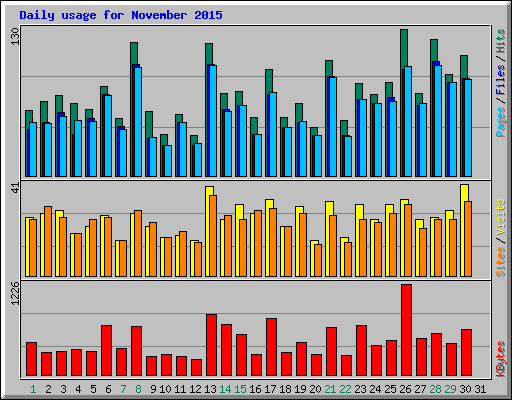 Daily usage for November 2015
130
Pages / Files / Hits
41
Sites / Visits
1226
KBytes
1 2 3 4 5 6 7 8 9 10 11 12 13 14 15 16 17 18 19 20 21 22 23 24 25 26 27 28 29 30 31